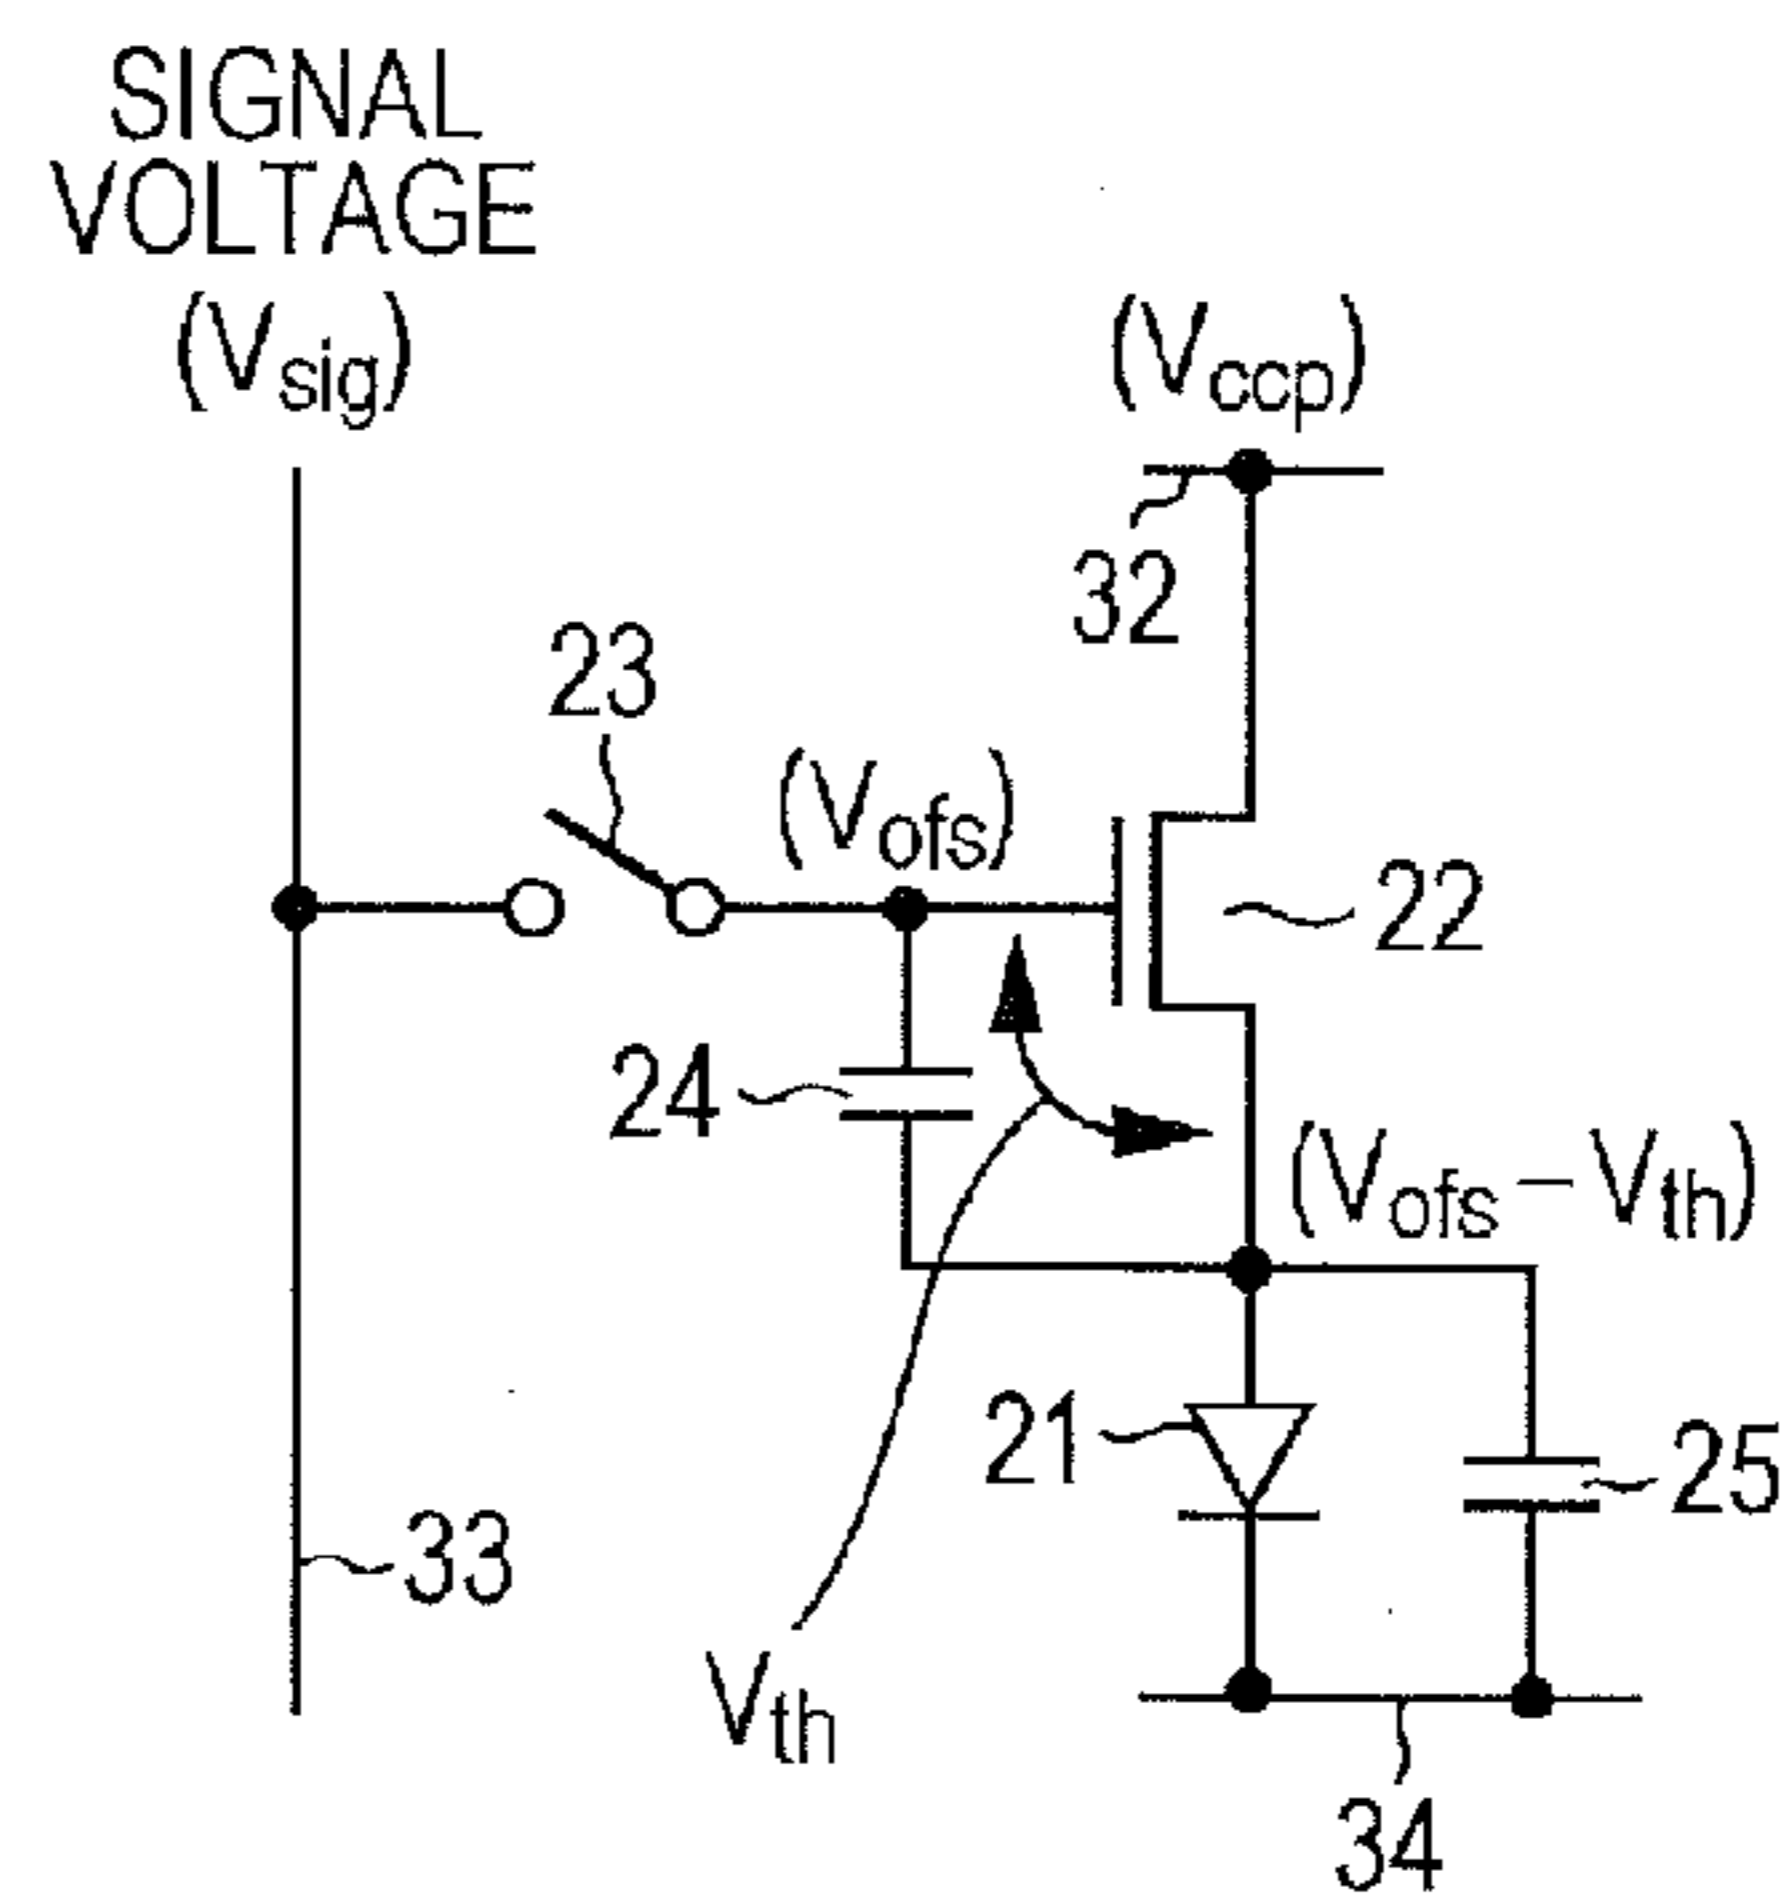 SIGNAL
VOLTAGE
(Vsig)
(Vccp)
32
23
(Vofs)
22
24
(Vofs − Vth)
21
25
33
Vth
34